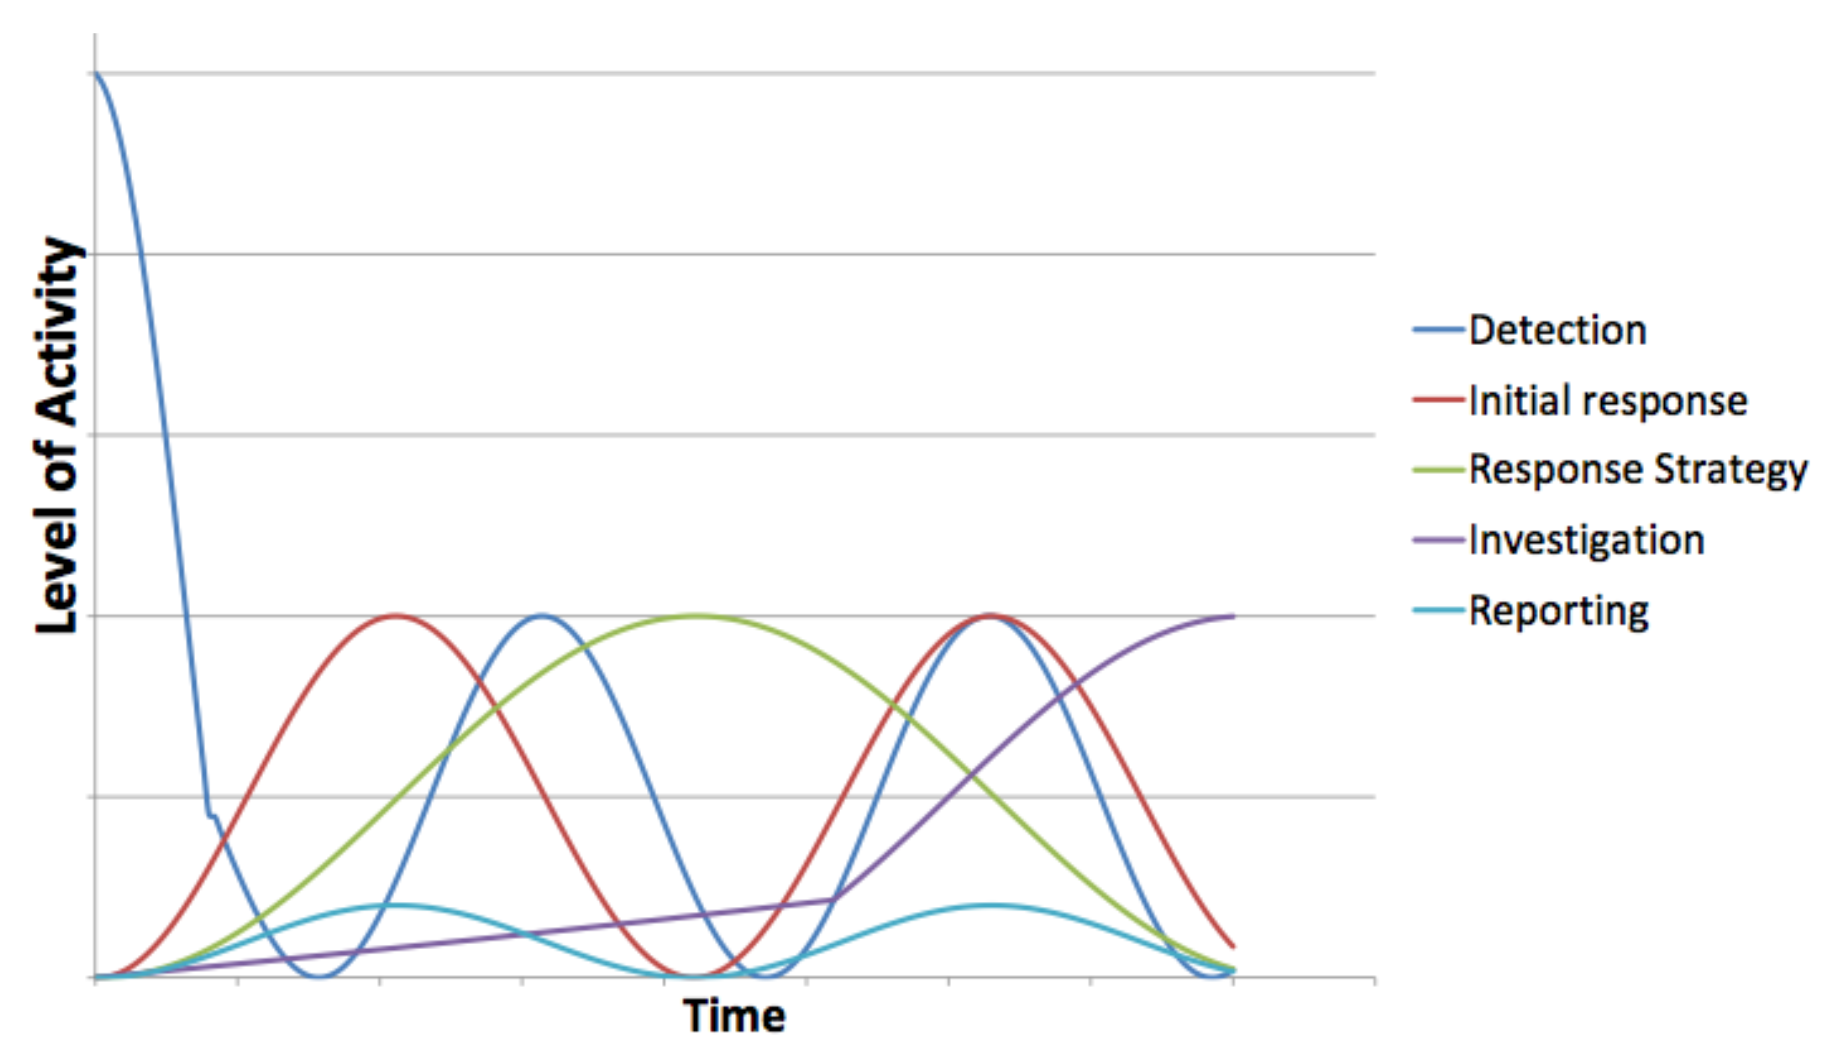 Level of Activity
Detection
Initial response
Response Strategy
Investigation
Reporting
Time